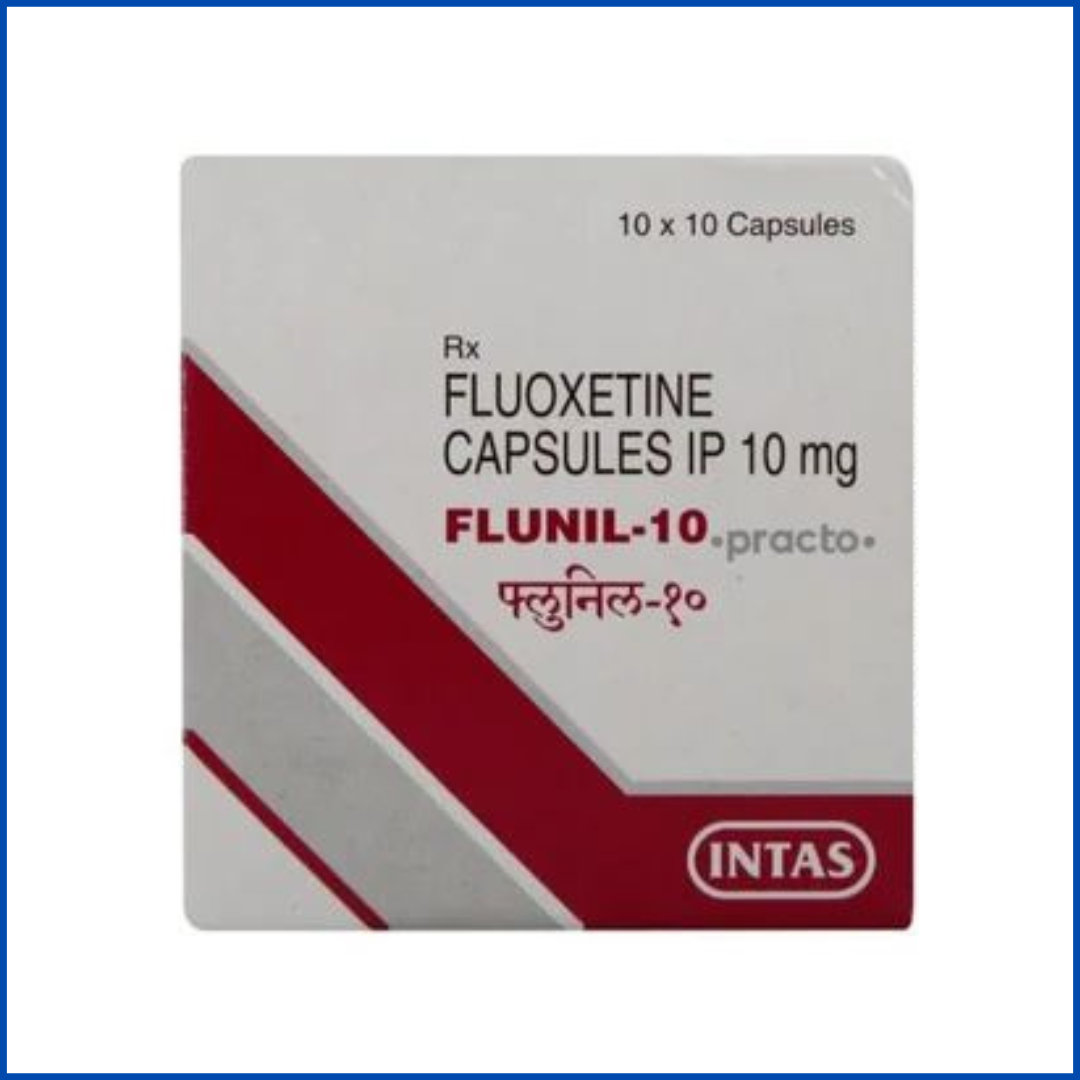 10 x 10 Capsules
Rx
FLUOXETINE
CAPSULES IP 10 mg
FLUNIL-10
•practo•
फ्लुनिल-१०
INTAS